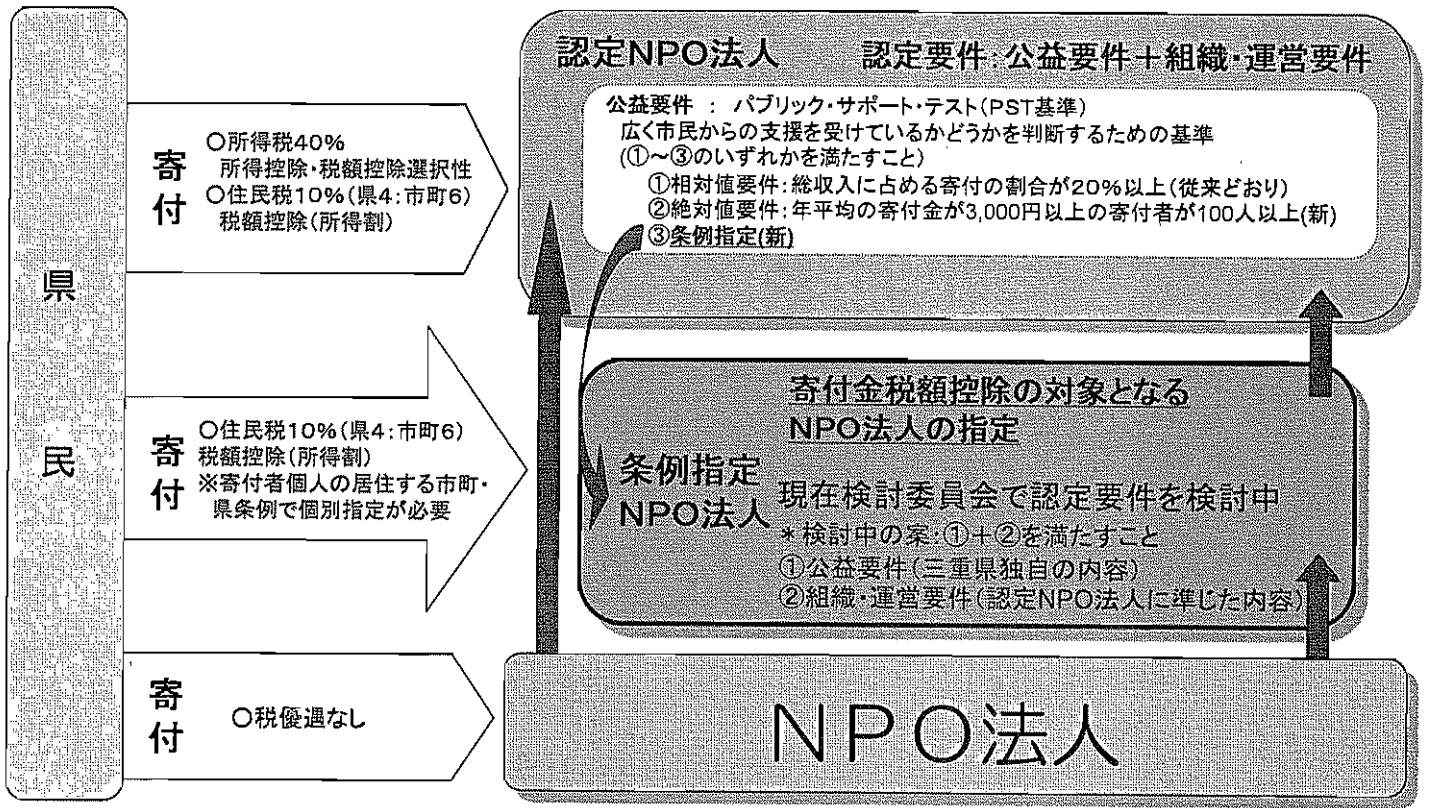 県民
寄付
〇所得税40%
所得控除・税額控除選択性
〇住民税10%(県4:市町6)
税額控除(所得割)
寄付
〇住民税10%(県4:市町6)
税額控除(所得割)
※寄付者個人の居住する市町・
県条例で個別指定が必要
寄付
〇税優遇なし
認定NPO法人 認定要件:公益要件+組織・運営要件
公益要件 : パブリック・サポート・テスト(PST基準)
広く市民からの支援を受けているかどうかを判断するための基準
(①~③のいずれかを満たすこと)
①相対値要件:総収入に占める寄付の割合が20%以上(従来どおり)
②絶対値要件:年平均の寄付金が3,000円以上の寄付者が100人以上(新)
③条例指定(新)
条例指定
NPO法人
寄付金税額控除の対象となる
NPO法人の指定
現在検討委員会で認定要件を検討中
*検討中の案:①+②を満たすこと
①公益要件(三重県独自の内容)
②組織・運営要件(認定NPO法人に準じた内容)
NPO法人